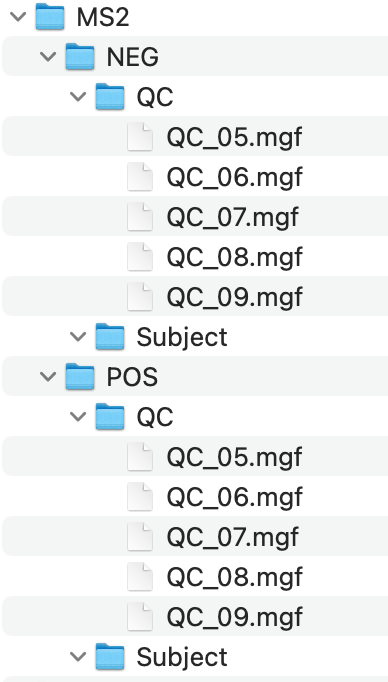 MS2
NEG
QC
QC_05.mgf
QC_06.mgf
QC_07.mgf
QC_08.mgf
QC_09.mgf
Subject
POS
QC
QC_05.mgf
QC_06.mgf
QC_07.mgf
QC_08.mgf
QC_09.mgf
Subject